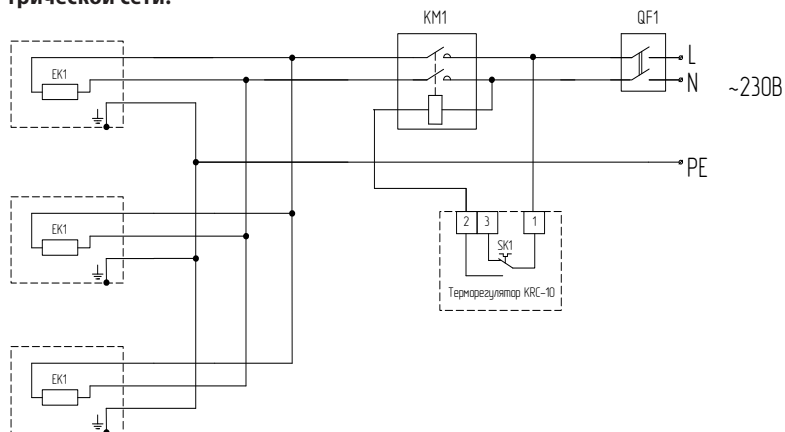 трической сети.
KM1
QF1
EK1
L
N
~230В
PE
EK1
2 3 1
SK1
Терморегулятор KRC-10
EK1